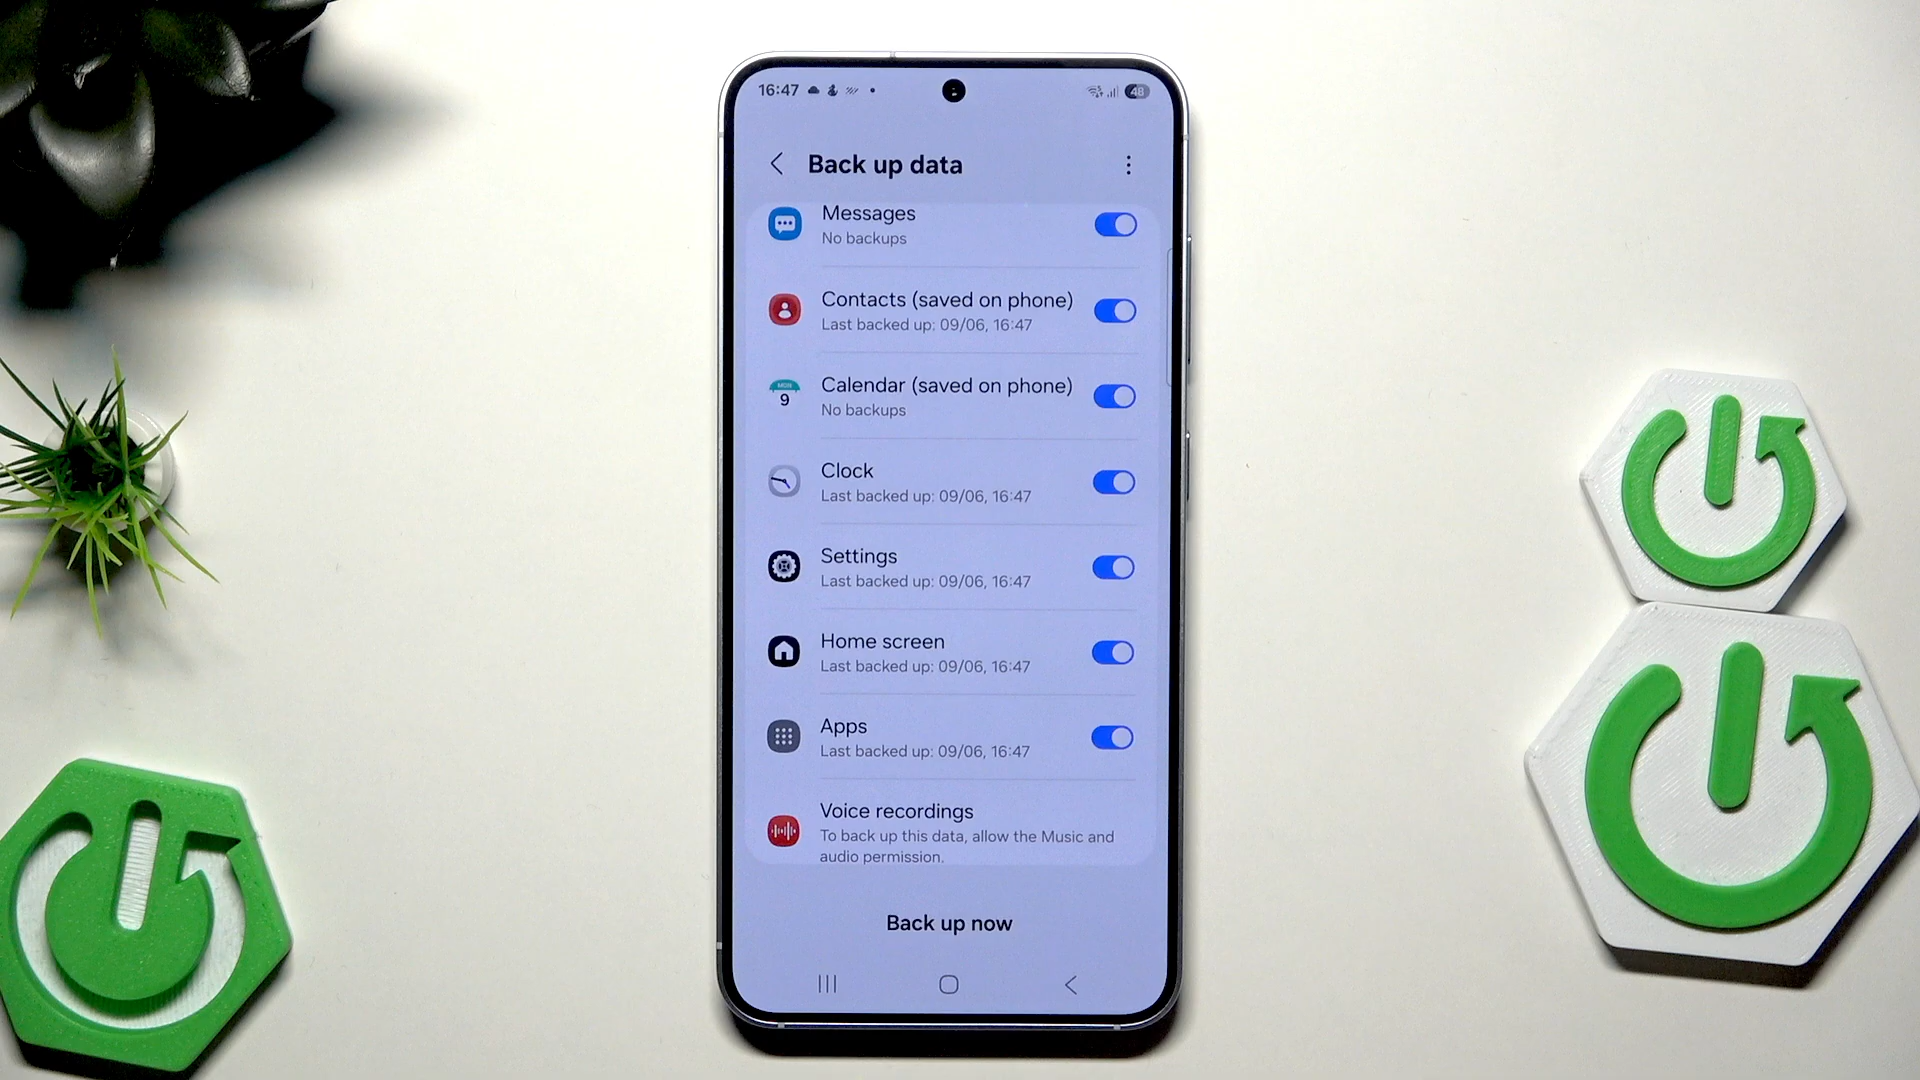 16:47
48
Back up data
Messages
No backups
Contacts (saved on phone)
Last backed up: 09/06, 16:47
MON
9
Calendar (saved on phone)
No backups
Clock
Last backed up: 09/06, 16:47
Settings
Last backed up: 09/06, 16:47
Home screen
Last backed up: 09/06, 16:47
Apps
Last backed up: 09/06, 16:47
Voice recordings
To back up this data, allow the Music and
audio permission.
Back up now